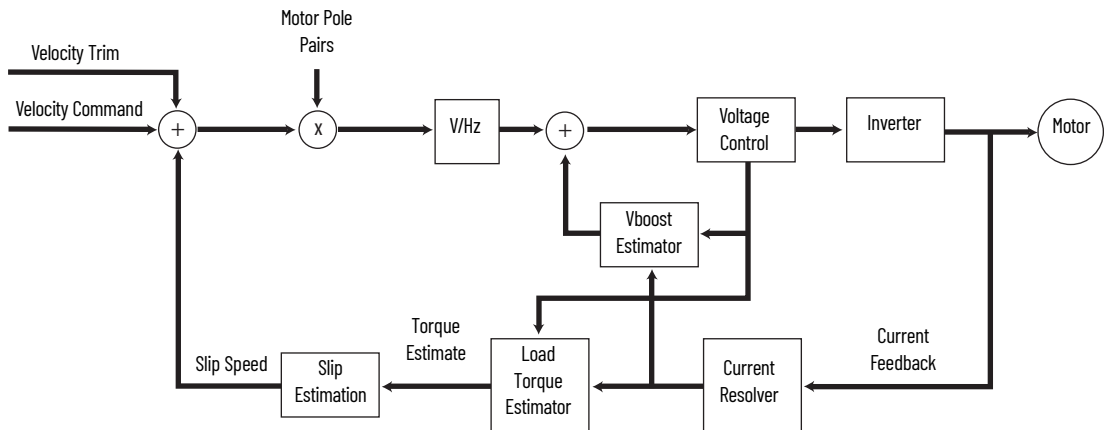 Motor Pole
Pairs
Velocity Trim
Velocity Command
+
x
V/Hz
+
Voltage
Control
Inverter
Motor
Vboost
Estimator
Slip Speed
Slip
Estimation
Torque
Estimate
Load
Torque
Estimator
Current
Resolver
Current
Feedback